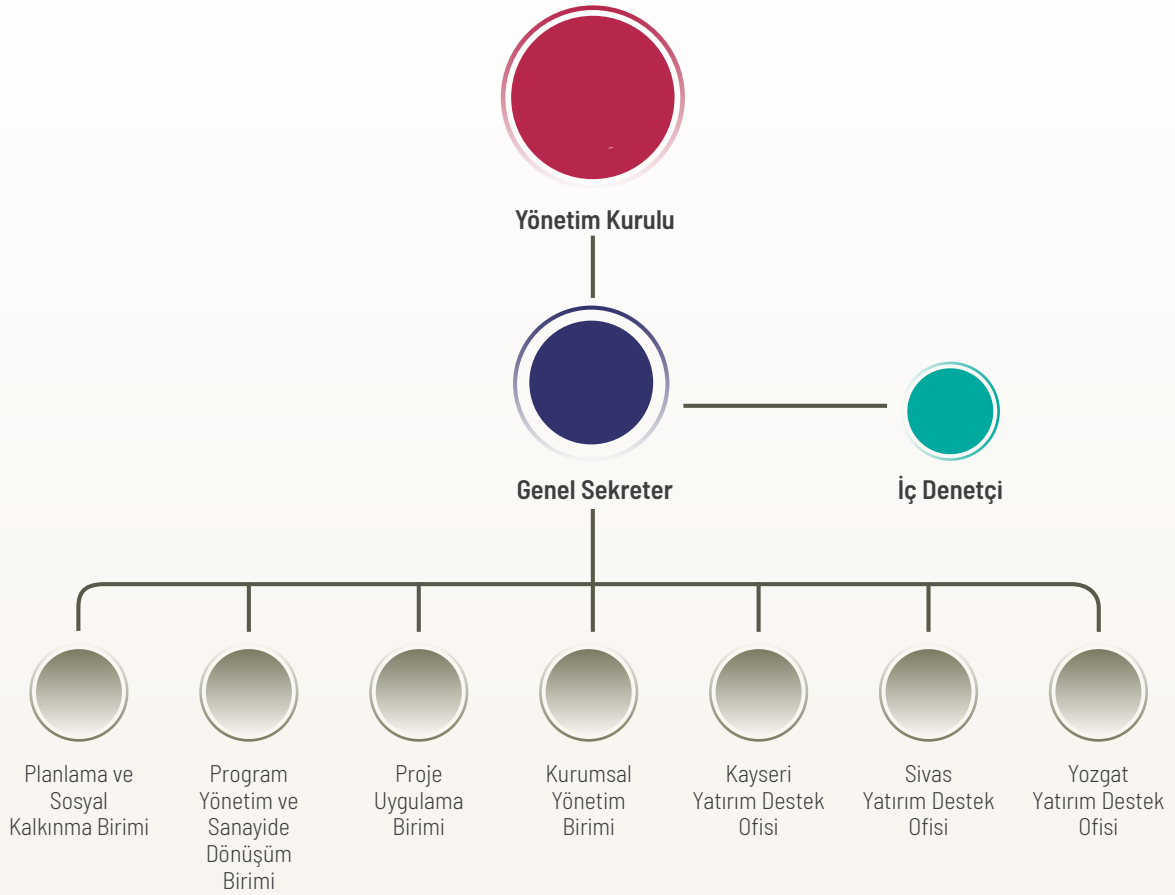 Yönetim Kurulu
Genel Sekreter
İç Denetçi
Planlama ve
Sosyal
Kalkınma Birimi
Program
Yönetim ve
Sanayide
Dönüşüm
Birimi
Proje
Uygulama
Birimi
Kurumsal
Yönetim
Birimi
Kayseri
Yatırım Destek
Ofisi
Sivas
Yatırım Destek
Ofisi
Yozgat
Yatırım Destek
Ofisi